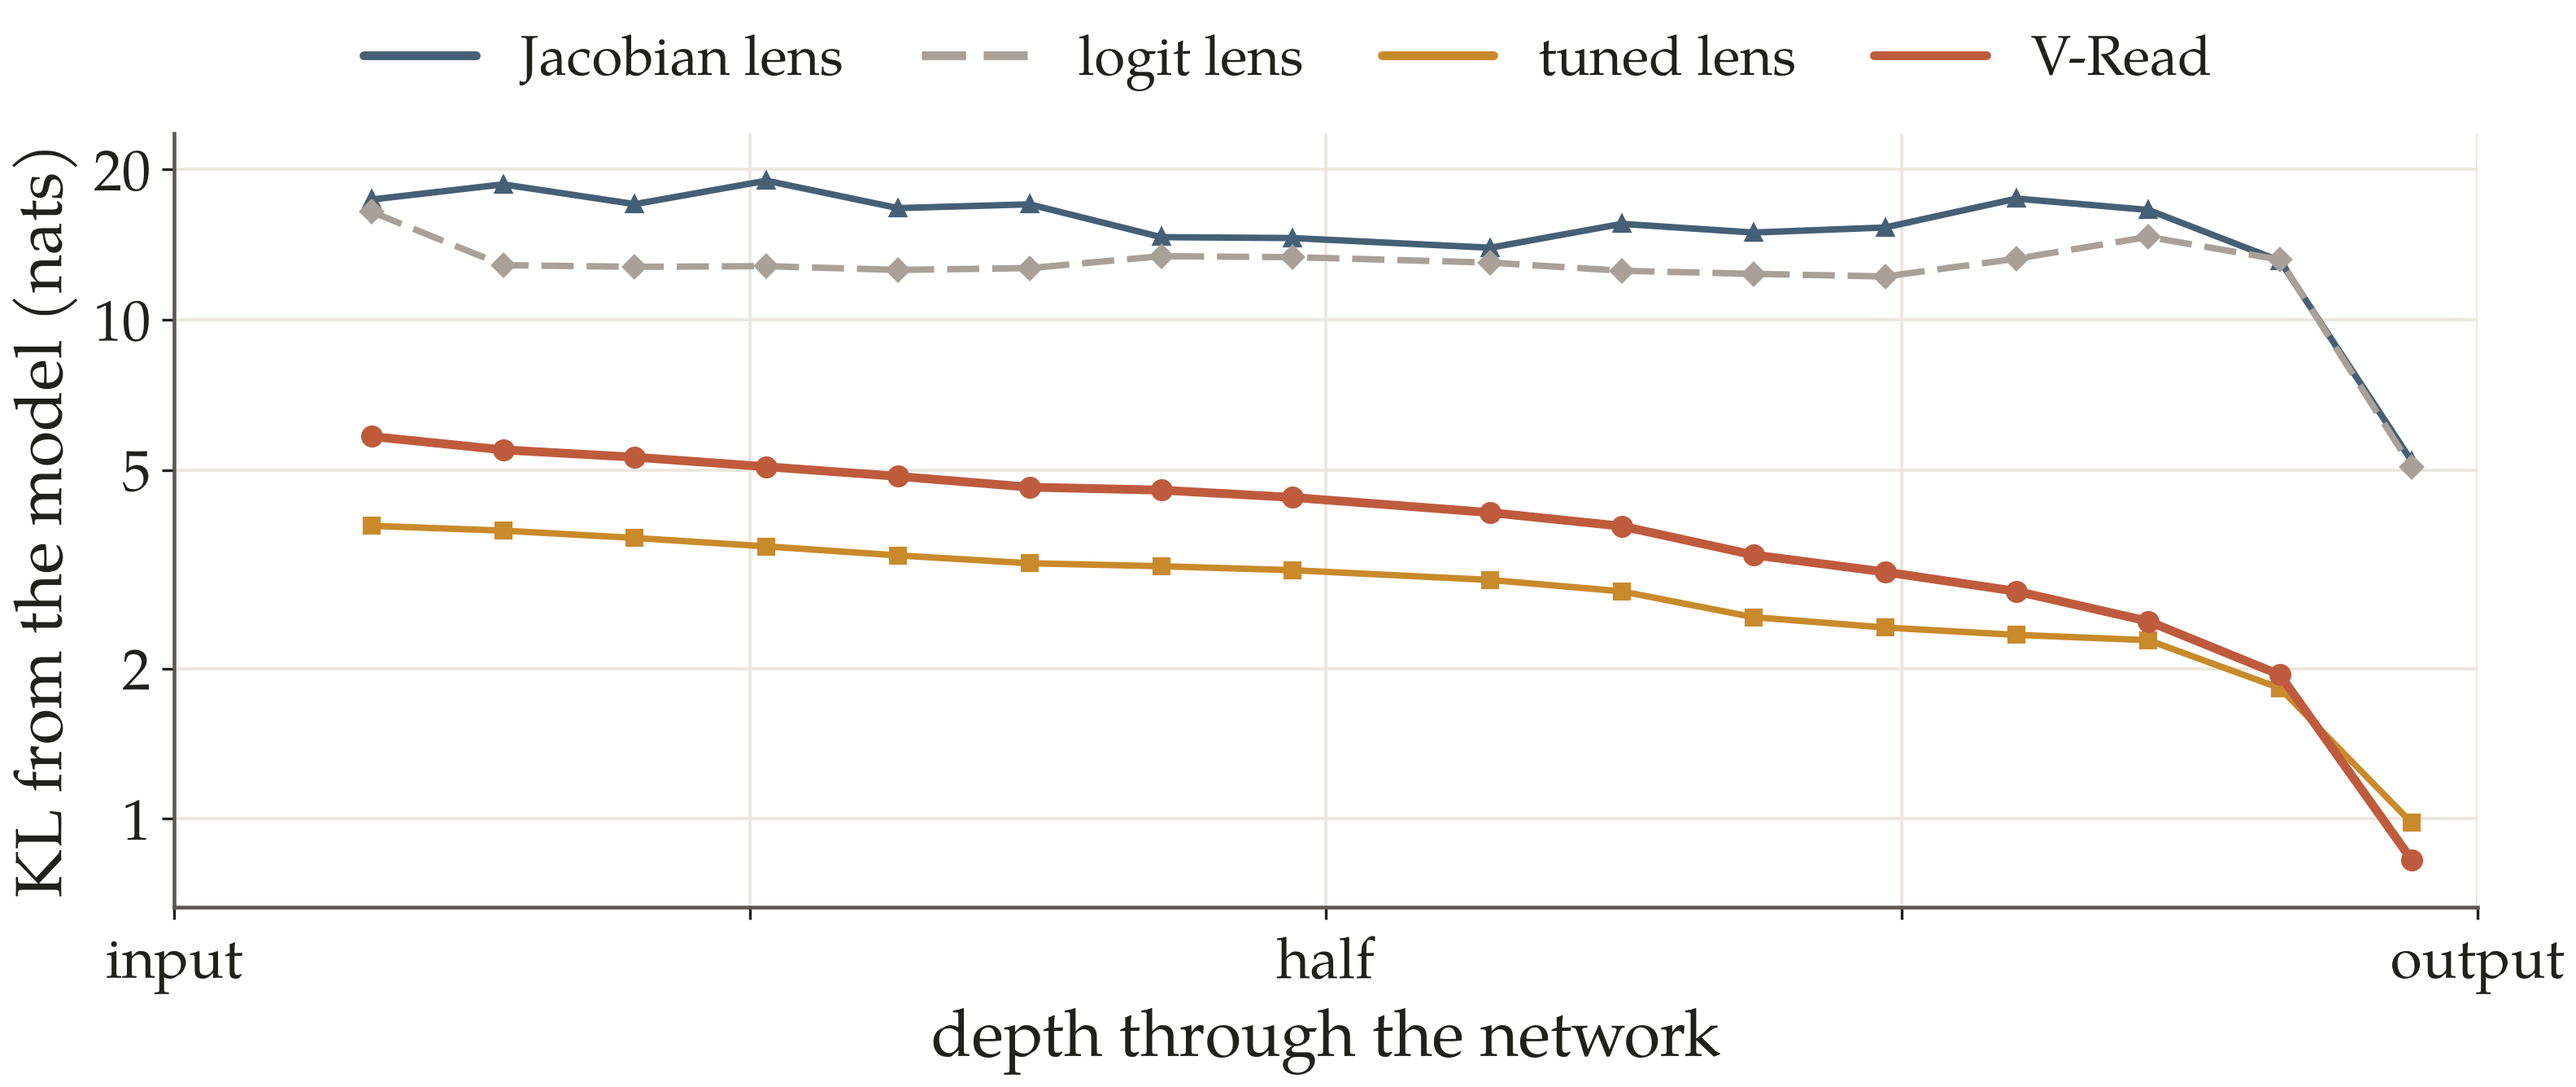 Jacobian lens logit lens tuned lens V-Read
KL from the model (nats)
20
10
5
2
1
input half output
depth through the network